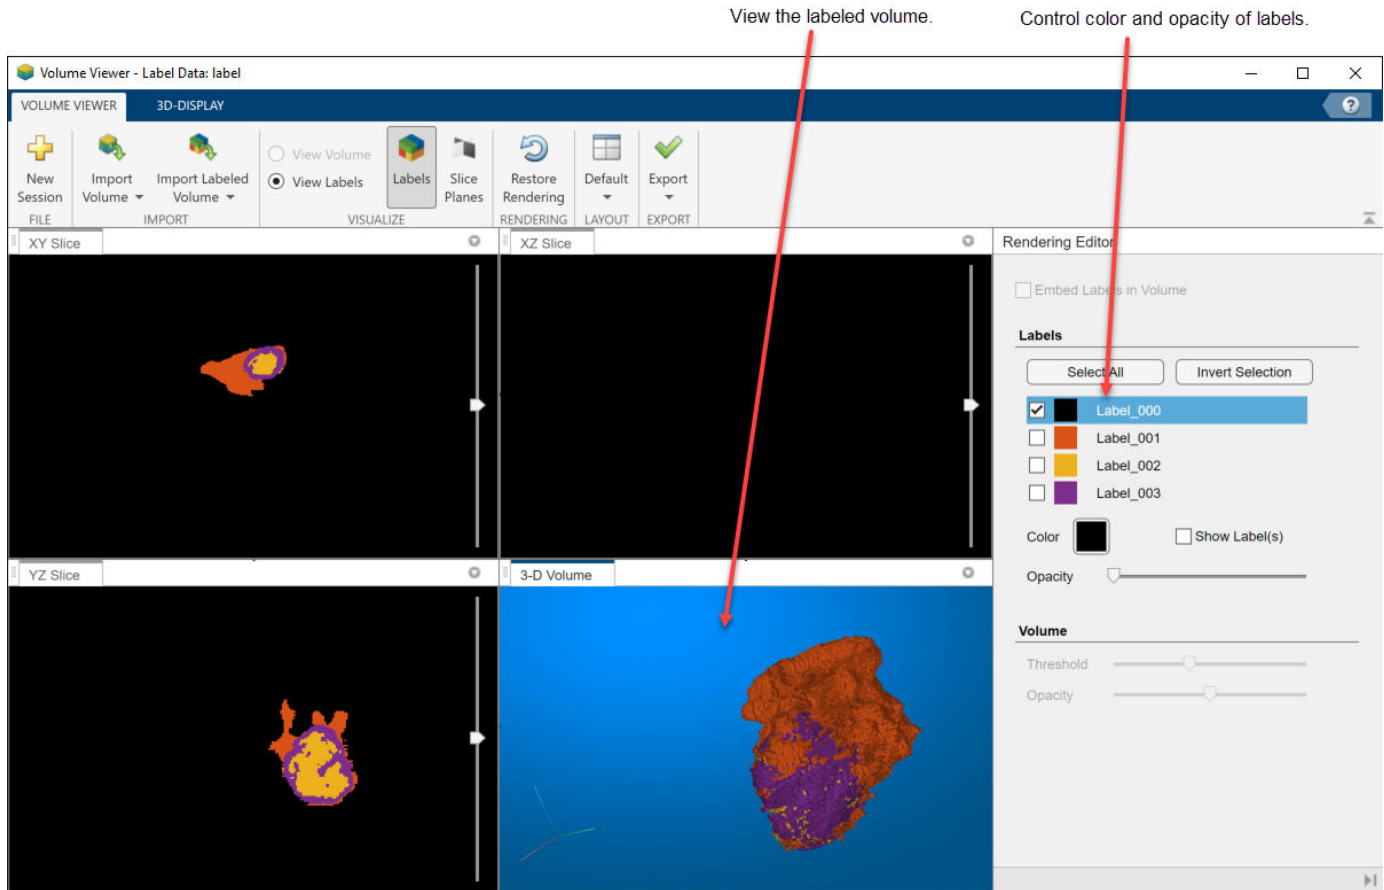 View the labeled volume.
Control color and opacity of labels.
Volume Viewer - Label Data: label
VOLUME VIEWER
3D-DISPLAY
?
New
Session
Import
Volume
Import Labeled
Volume
View Volume
View Labels
Labels
Slice
Planes
Restore
Rendering
Default
Export
FILE
IMPORT
VISUALIZE
RENDERING
LAYOUT
EXPORT
XY Slice
XZ Slice
Rendering Editor
Embed Labels in Volume
Labels
Select All
Invert Selection
Label_000
Label_001
Label_002
Label_003
Color
Show Label(s)
Opacity
YZ Slice
3-D Volume
Volume
Threshold
Opacity